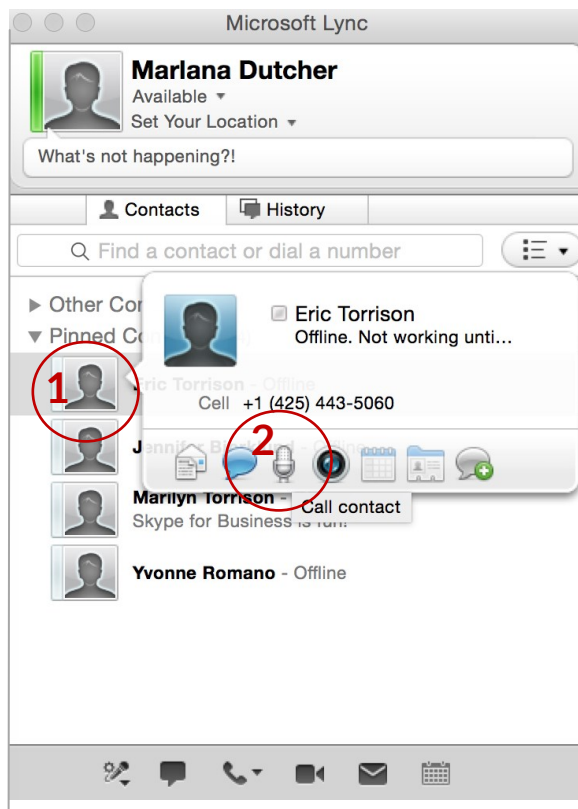 Microsoft Lync
Marlana Dutcher
Available
Set Your Location
What's not happening?!
Contacts
History
Find a contact or dial a number
Other Con
Eric Torrison
Offline. Not working unti...
Pinned Co
1
Eric Torrison - Offline
Cell +1 (425) 443-5060
2
Jennifer
Marilyn Torrison -
Call contact
Skype for Business is fun!
Yvonne Romano - Offline